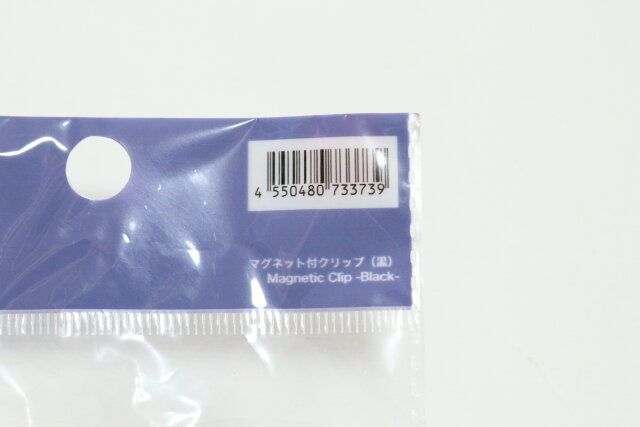 4 550480 733739
マグネット付クリップ（黒）
Magnetic Clip -Black-